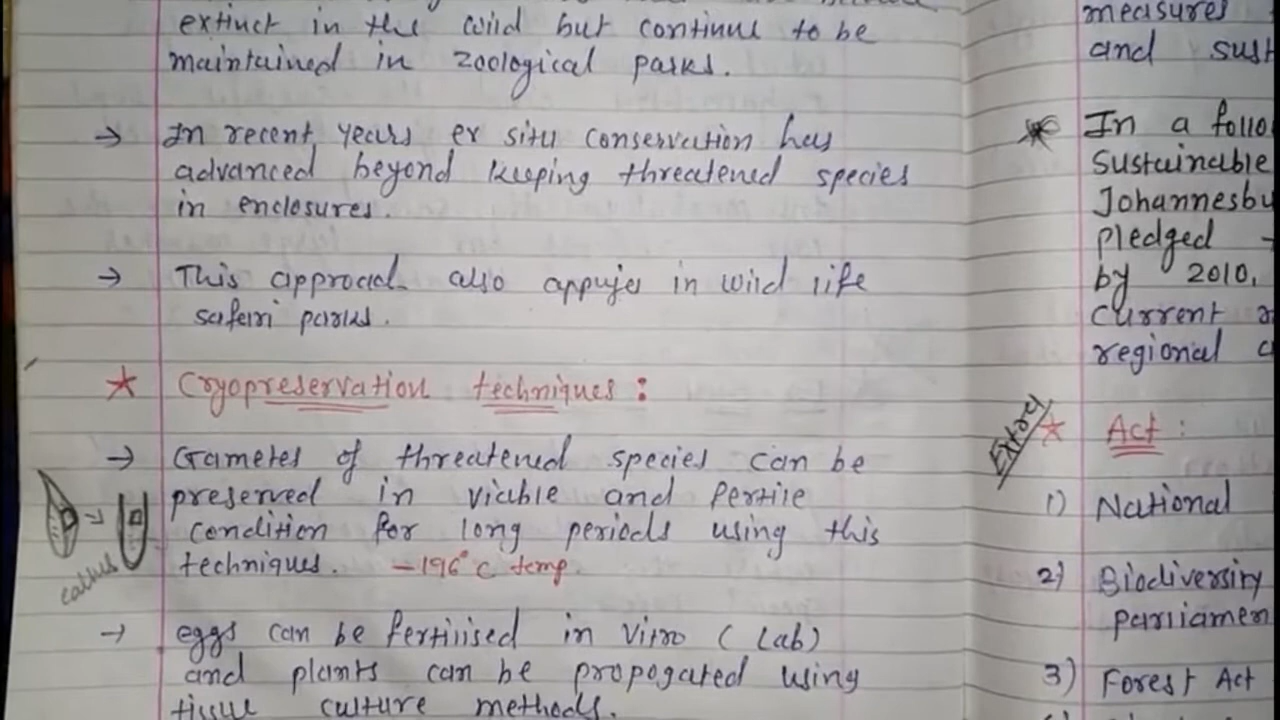 extinct in the wild but continue to be
maintained in zoological parks.
→ In recent years ex situ conservation has
advanced beyond keeping threatened species
in enclosures.
→ This approach also applies in wild life
safari parks.
★ Cryopreservation techniques :
→ Gametes of threatened species can be
preserved in viable and fertile
condition for long periods using this
techniques. -196°C temp.
callus
→ eggs can be fertilised in vitro (Lab)
and plants can be propogated using
tissue culture methods.
measures
and sust
★ In a follo
Sustainable
Johannesbu
pledged
by 2010,
current
regional
Extra
★ Act :
1) National
2) Biodiversity
parliamen
3) Forest Act